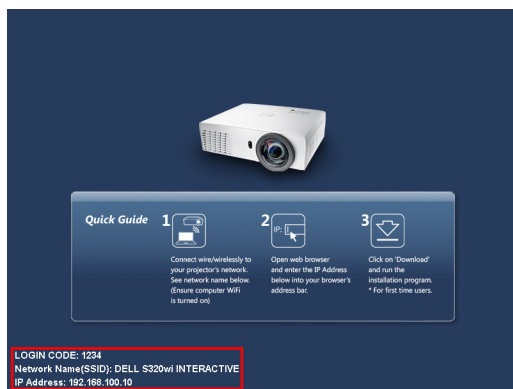 Quick Guide
1
Connect wire/wirelessly to
your projector's network.
See network name below.
(Ensure computer WiFi
is turned on)
2
IP:
Open web browser
and enter the IP Address
below into your browser's
address bar.
3
Click on 'Download'
and run the
installation program.
* For first time users.
LOGIN CODE: 1234
Network Name(SSID): DELL S320wi INTERACTIVE
IP Address: 192.168.100.10